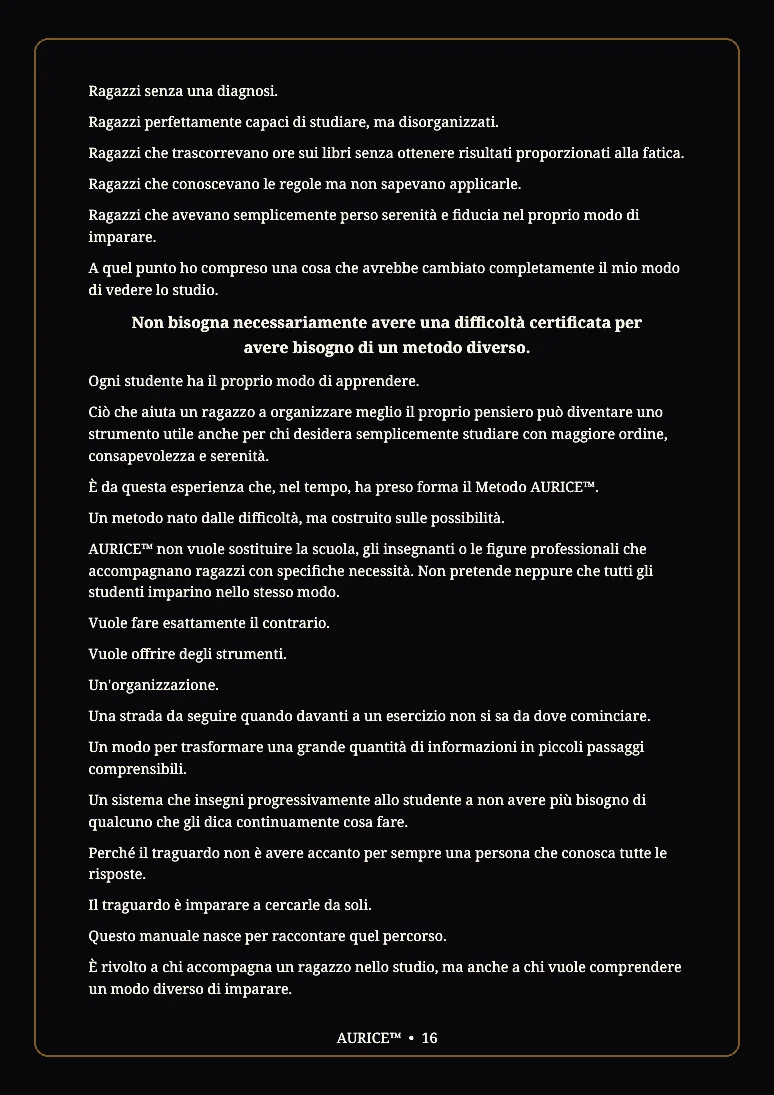 Ragazzi senza una diagnosi.
Ragazzi perfettamente capaci di studiare, ma disorganizzati.
Ragazzi che trascorrevano ore sui libri senza ottenere risultati proporzionati alla fatica.
Ragazzi che conoscevano le regole ma non sapevano applicarle.
Ragazzi che avevano semplicemente perso serenità e fiducia nel proprio modo di
imparare.
A quel punto ho compreso una cosa che avrebbe cambiato completamente il mio modo
di vedere lo studio.
Non bisogna necessariamente avere una difficoltà certificata per
avere bisogno di un metodo diverso.
Ogni studente ha il proprio modo di apprendere.
Ciò che aiuta un ragazzo a organizzare meglio il proprio pensiero può diventare uno
strumento utile anche per chi desidera semplicemente studiare con maggiore ordine,
consapevolezza e serenità.
È da questa esperienza che, nel tempo, ha preso forma il Metodo AURICE™.
Un metodo nato dalle difficoltà, ma costruito sulle possibilità.
AURICE™ non vuole sostituire la scuola, gli insegnanti o le figure professionali che
accompagnano ragazzi con specifiche necessità. Non pretende neppure che tutti gli
studenti imparino nello stesso modo.
Vuole fare esattamente il contrario.
Vuole offrire degli strumenti.
Un'organizzazione.
Una strada da seguire quando davanti a un esercizio non si sa da dove cominciare.
Un modo per trasformare una grande quantità di informazioni in piccoli passaggi
comprensibili.
Un sistema che insegni progressivamente allo studente a non avere più bisogno di
qualcuno che gli dica continuamente cosa fare.
Perché il traguardo non è avere accanto per sempre una persona che conosca tutte le
risposte.
Il traguardo è imparare a cercarle da soli.
Questo manuale nasce per raccontare quel percorso.
È rivolto a chi accompagna un ragazzo nello studio, ma anche a chi vuole comprendere
un modo diverso di imparare.
AURICE™ • 16